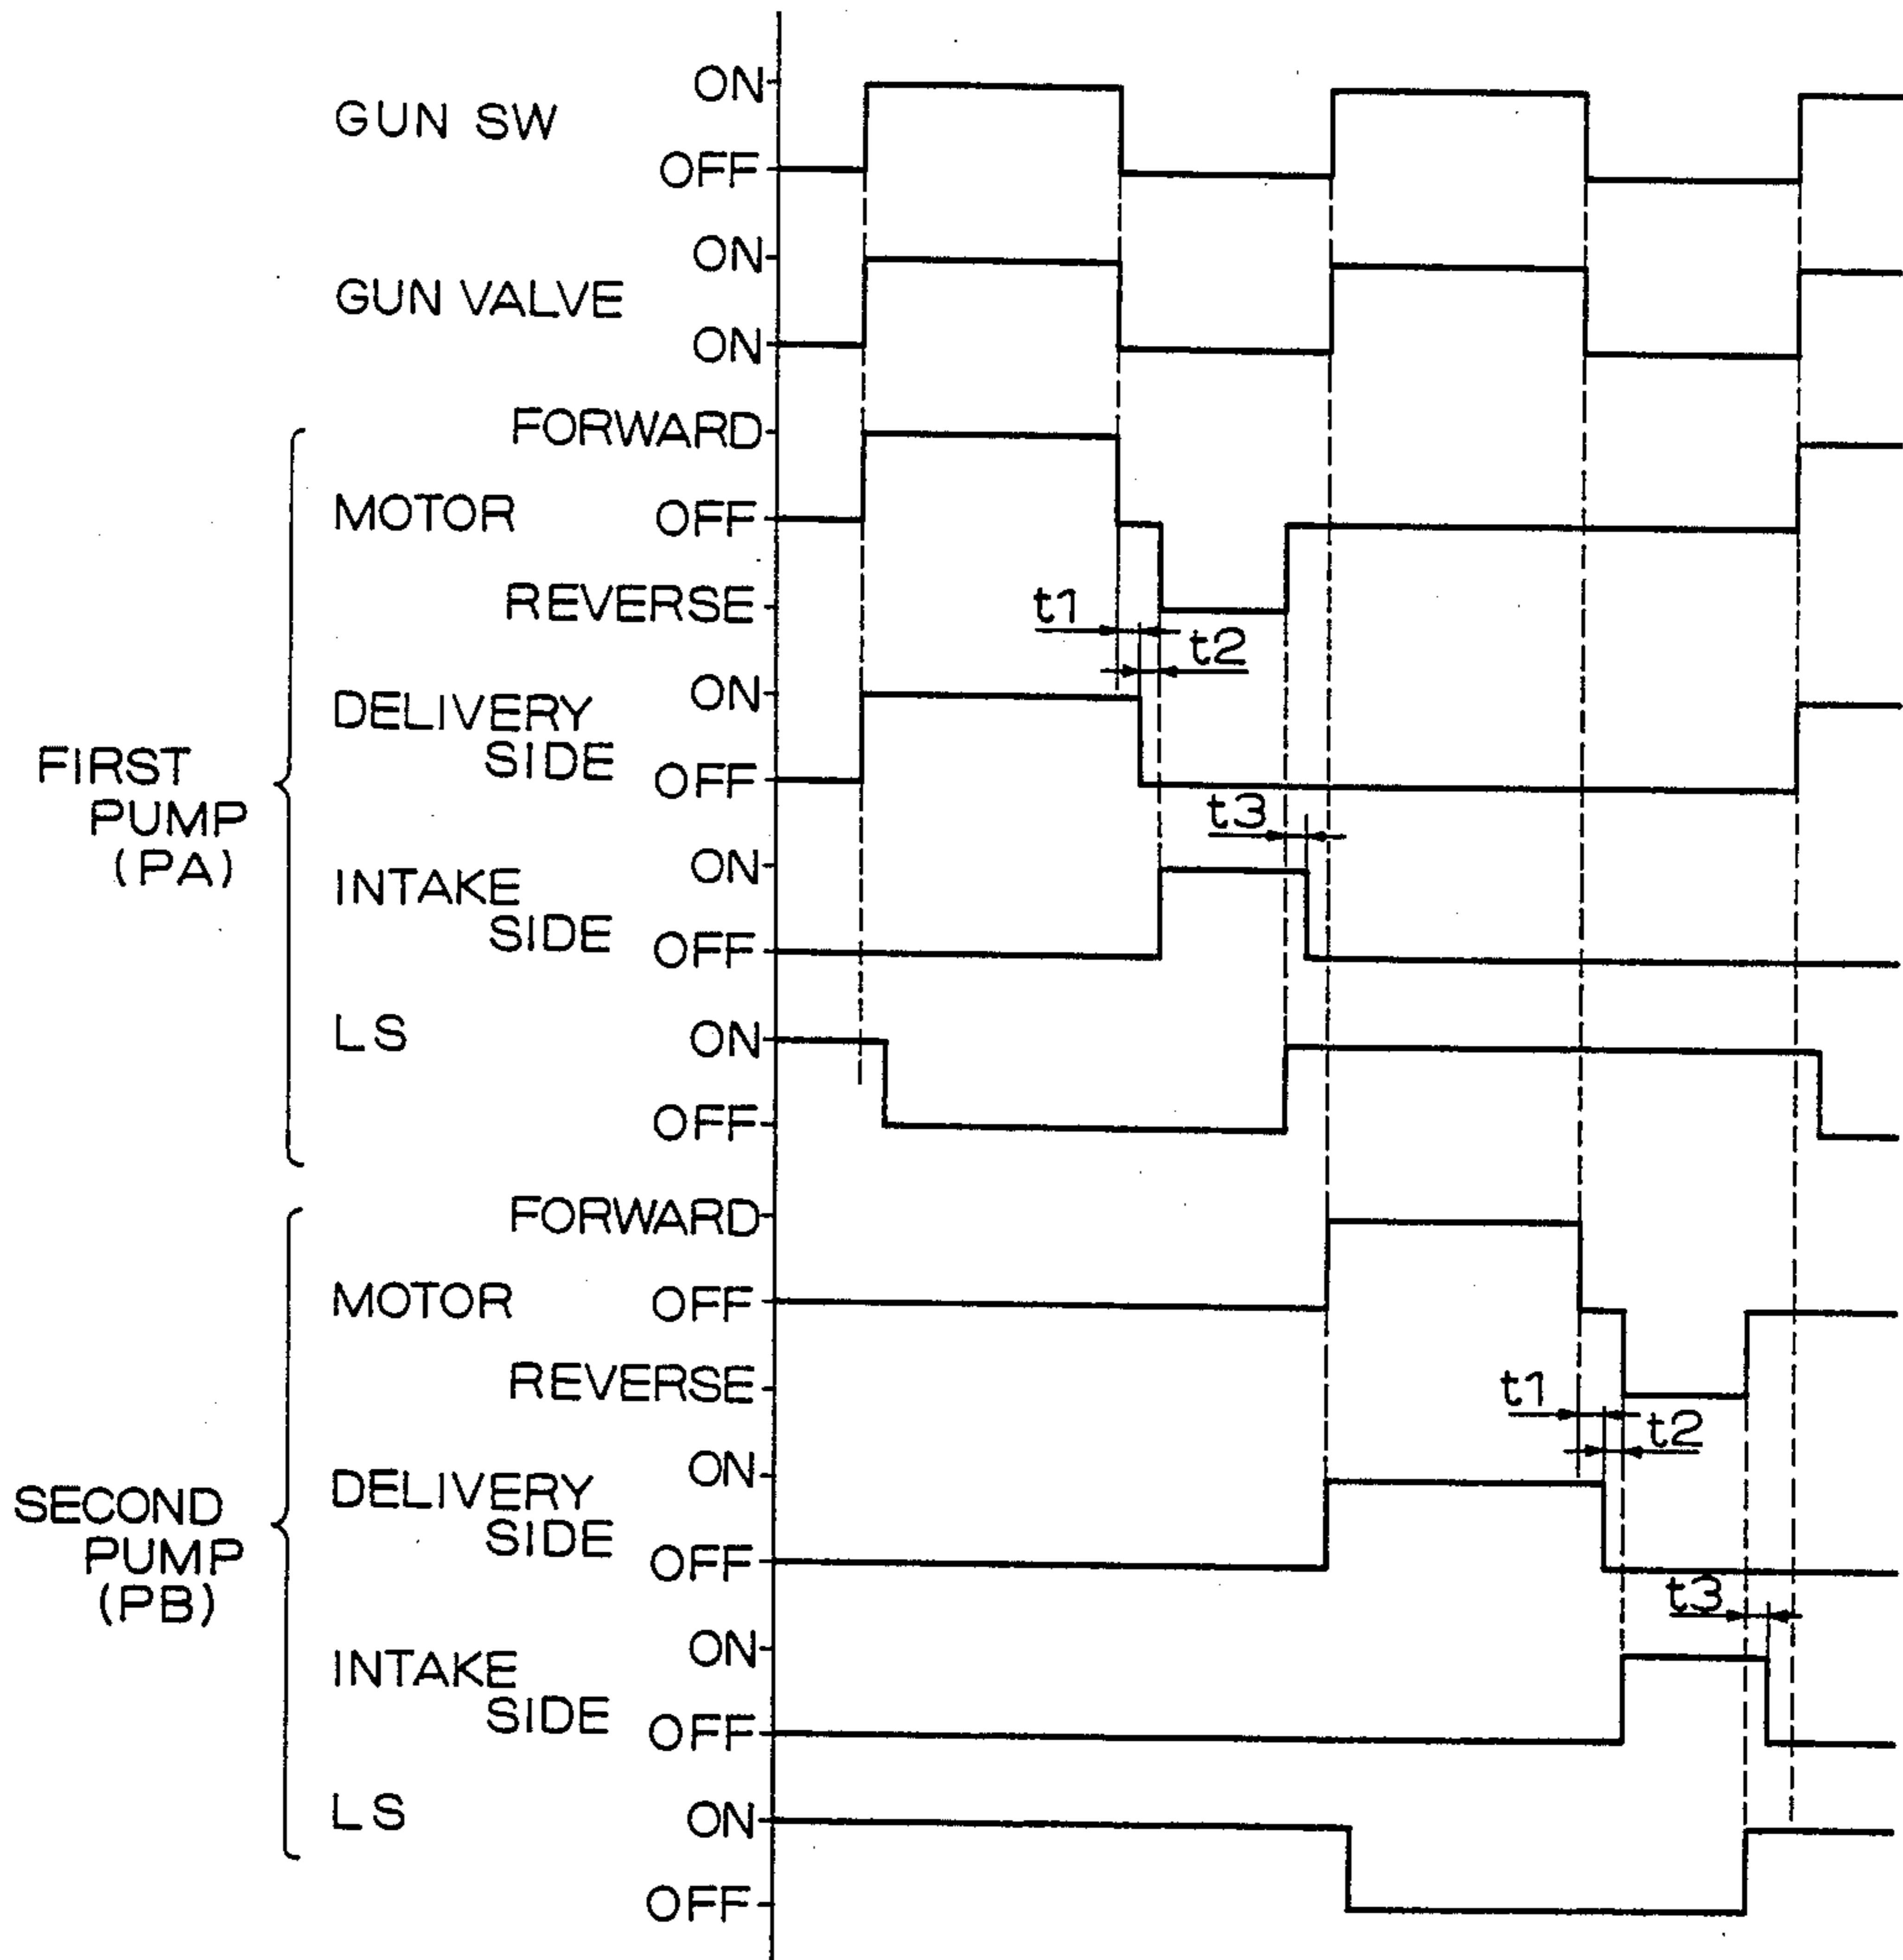 GUN SW
ON
OFF
GUN VALVE
ON
ON
FIRST
PUMP
(PA)
MOTOR
FORWARD
OFF
REVERSE
t1
t2
DELIVERY
SIDE
ON
OFF
t3
INTAKE
SIDE
ON
OFF
LS
ON
OFF
SECOND
PUMP
(PB)
MOTOR
FORWARD
OFF
REVERSE
t1
t2
DELIVERY
SIDE
ON
OFF
t3
INTAKE
SIDE
ON
OFF
LS
ON
OFF